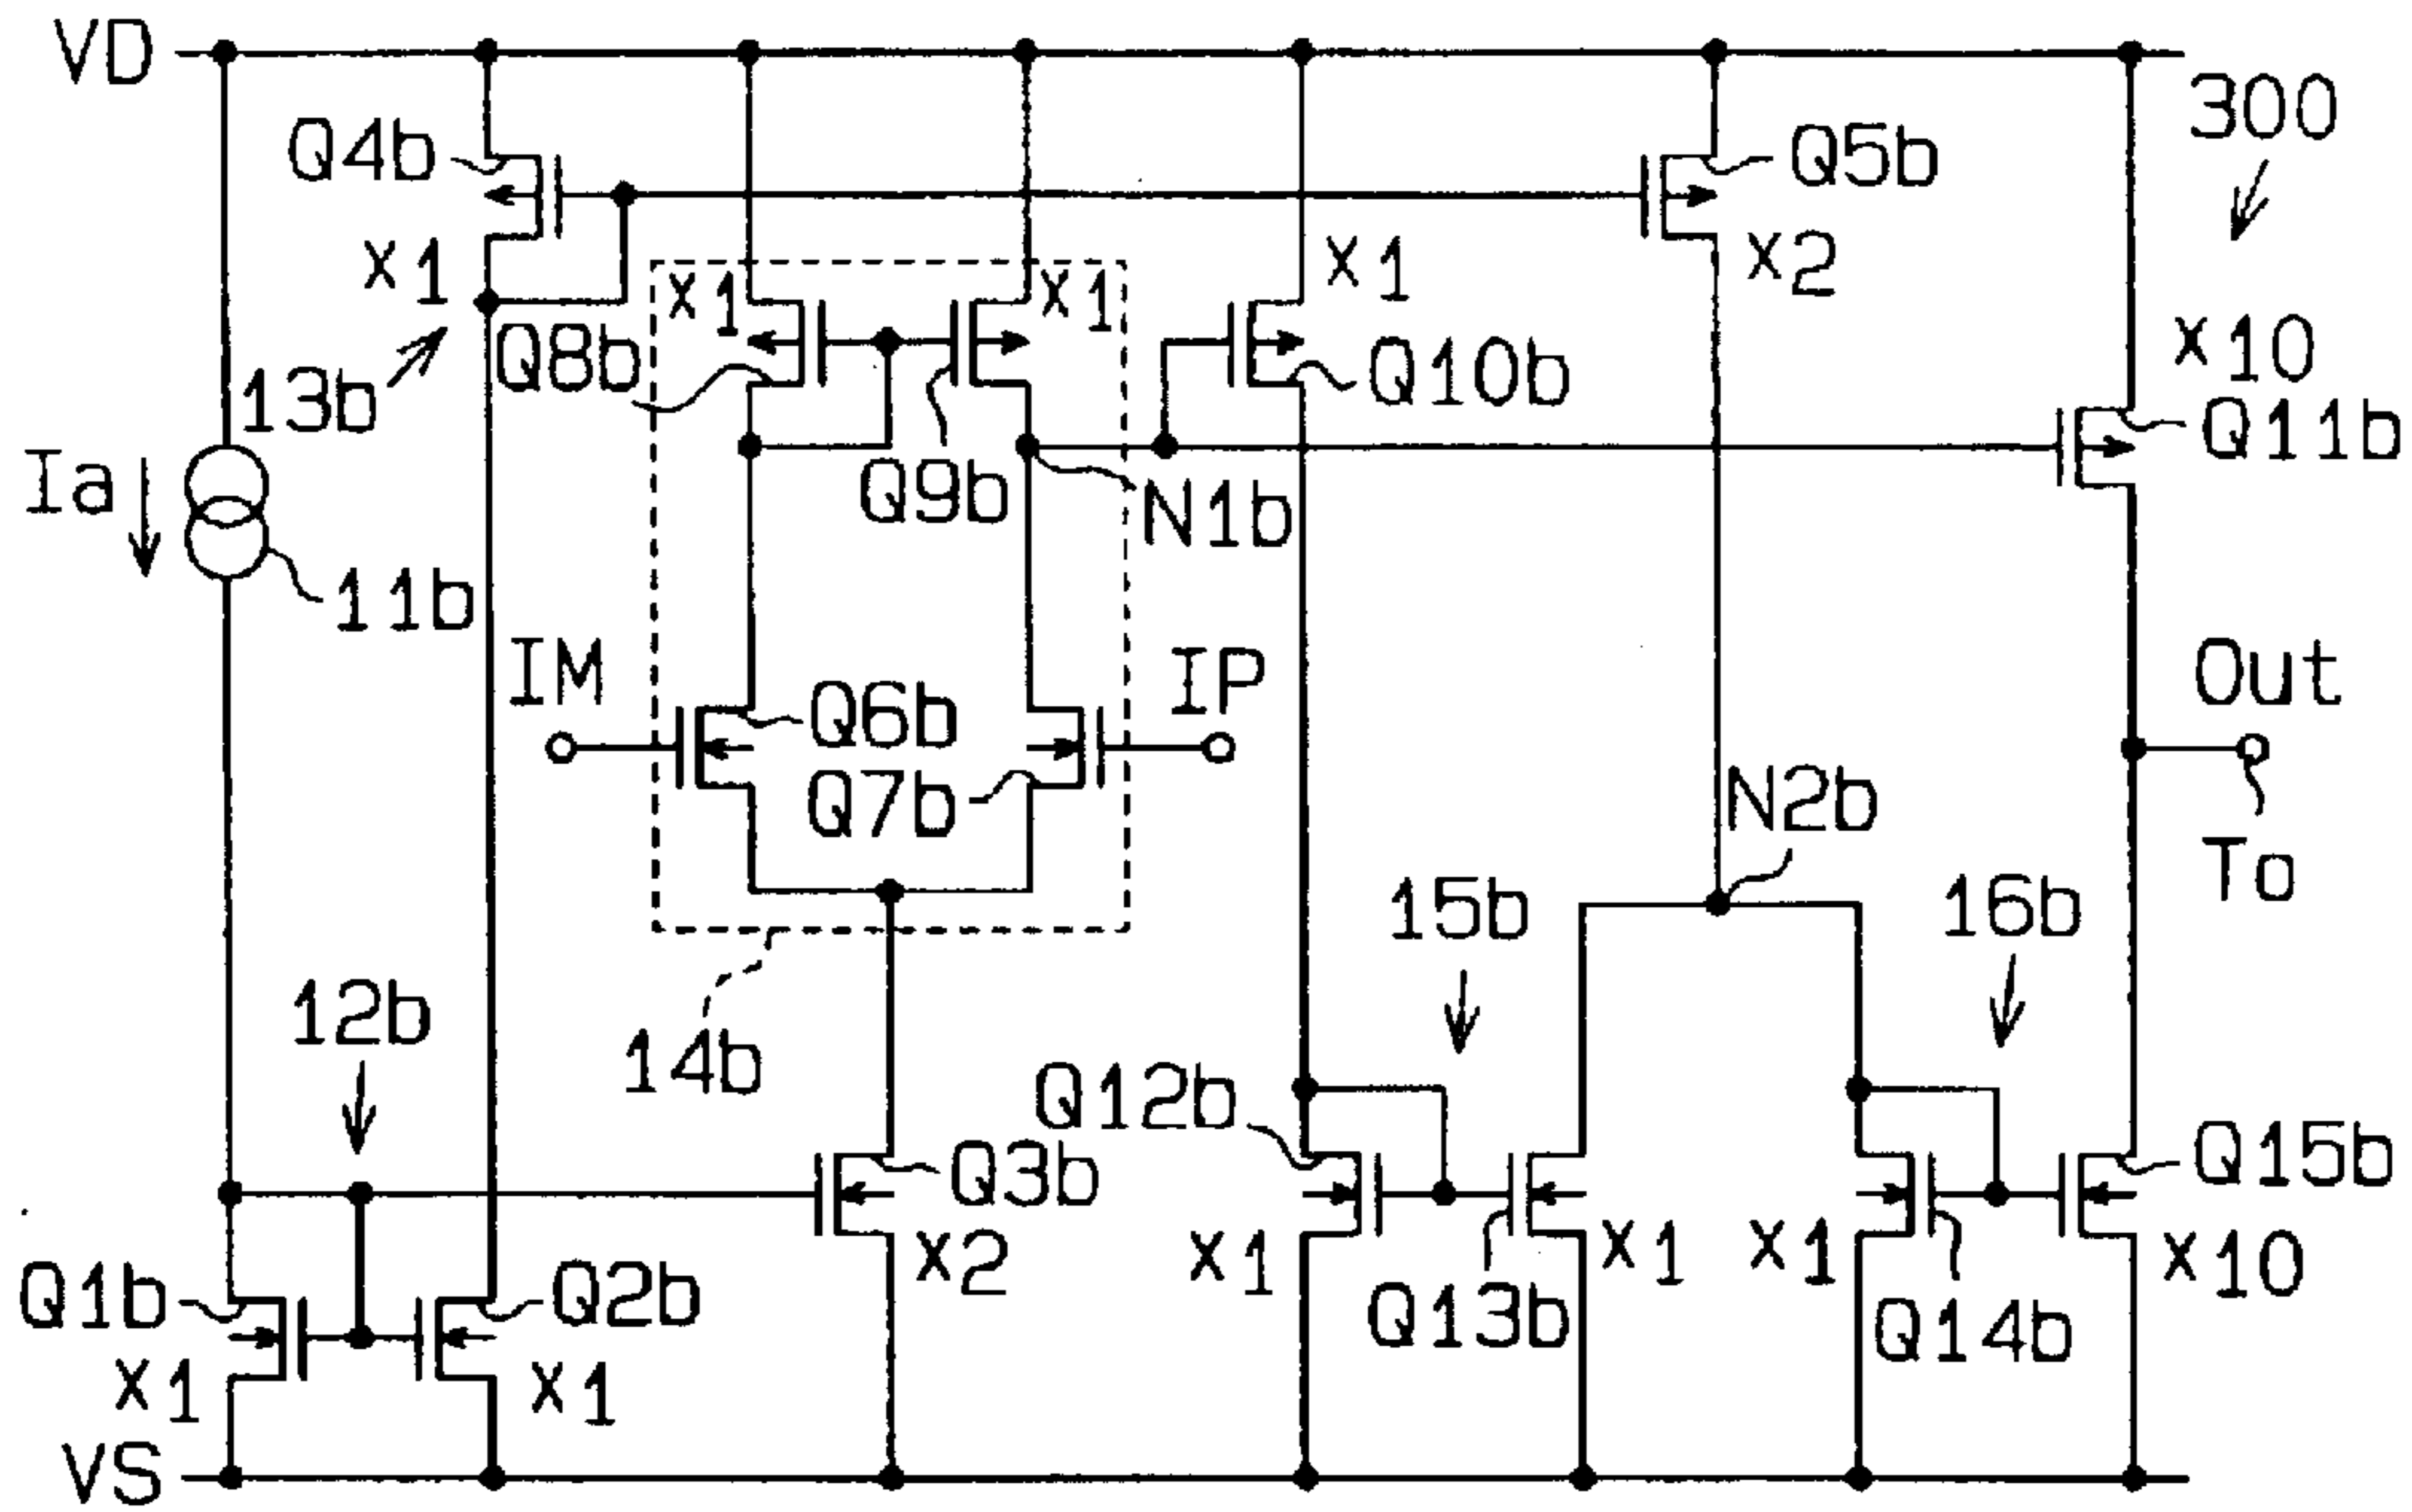 VD
300
Q4b
Q5b
x1
x1
x2
x1
x1
Q8b
13b
Q10b
x10
Q11b
Ia
Q9b
N1b
11b
IM
IP
Out
Q6b
Q7b
N2b
To
15b
16b
12b
14b
Q12b
Q3b
Q15b
x2
x1
x1
x1
x10
Q1b
Q2b
Q13b
Q14b
x1
x1
VS